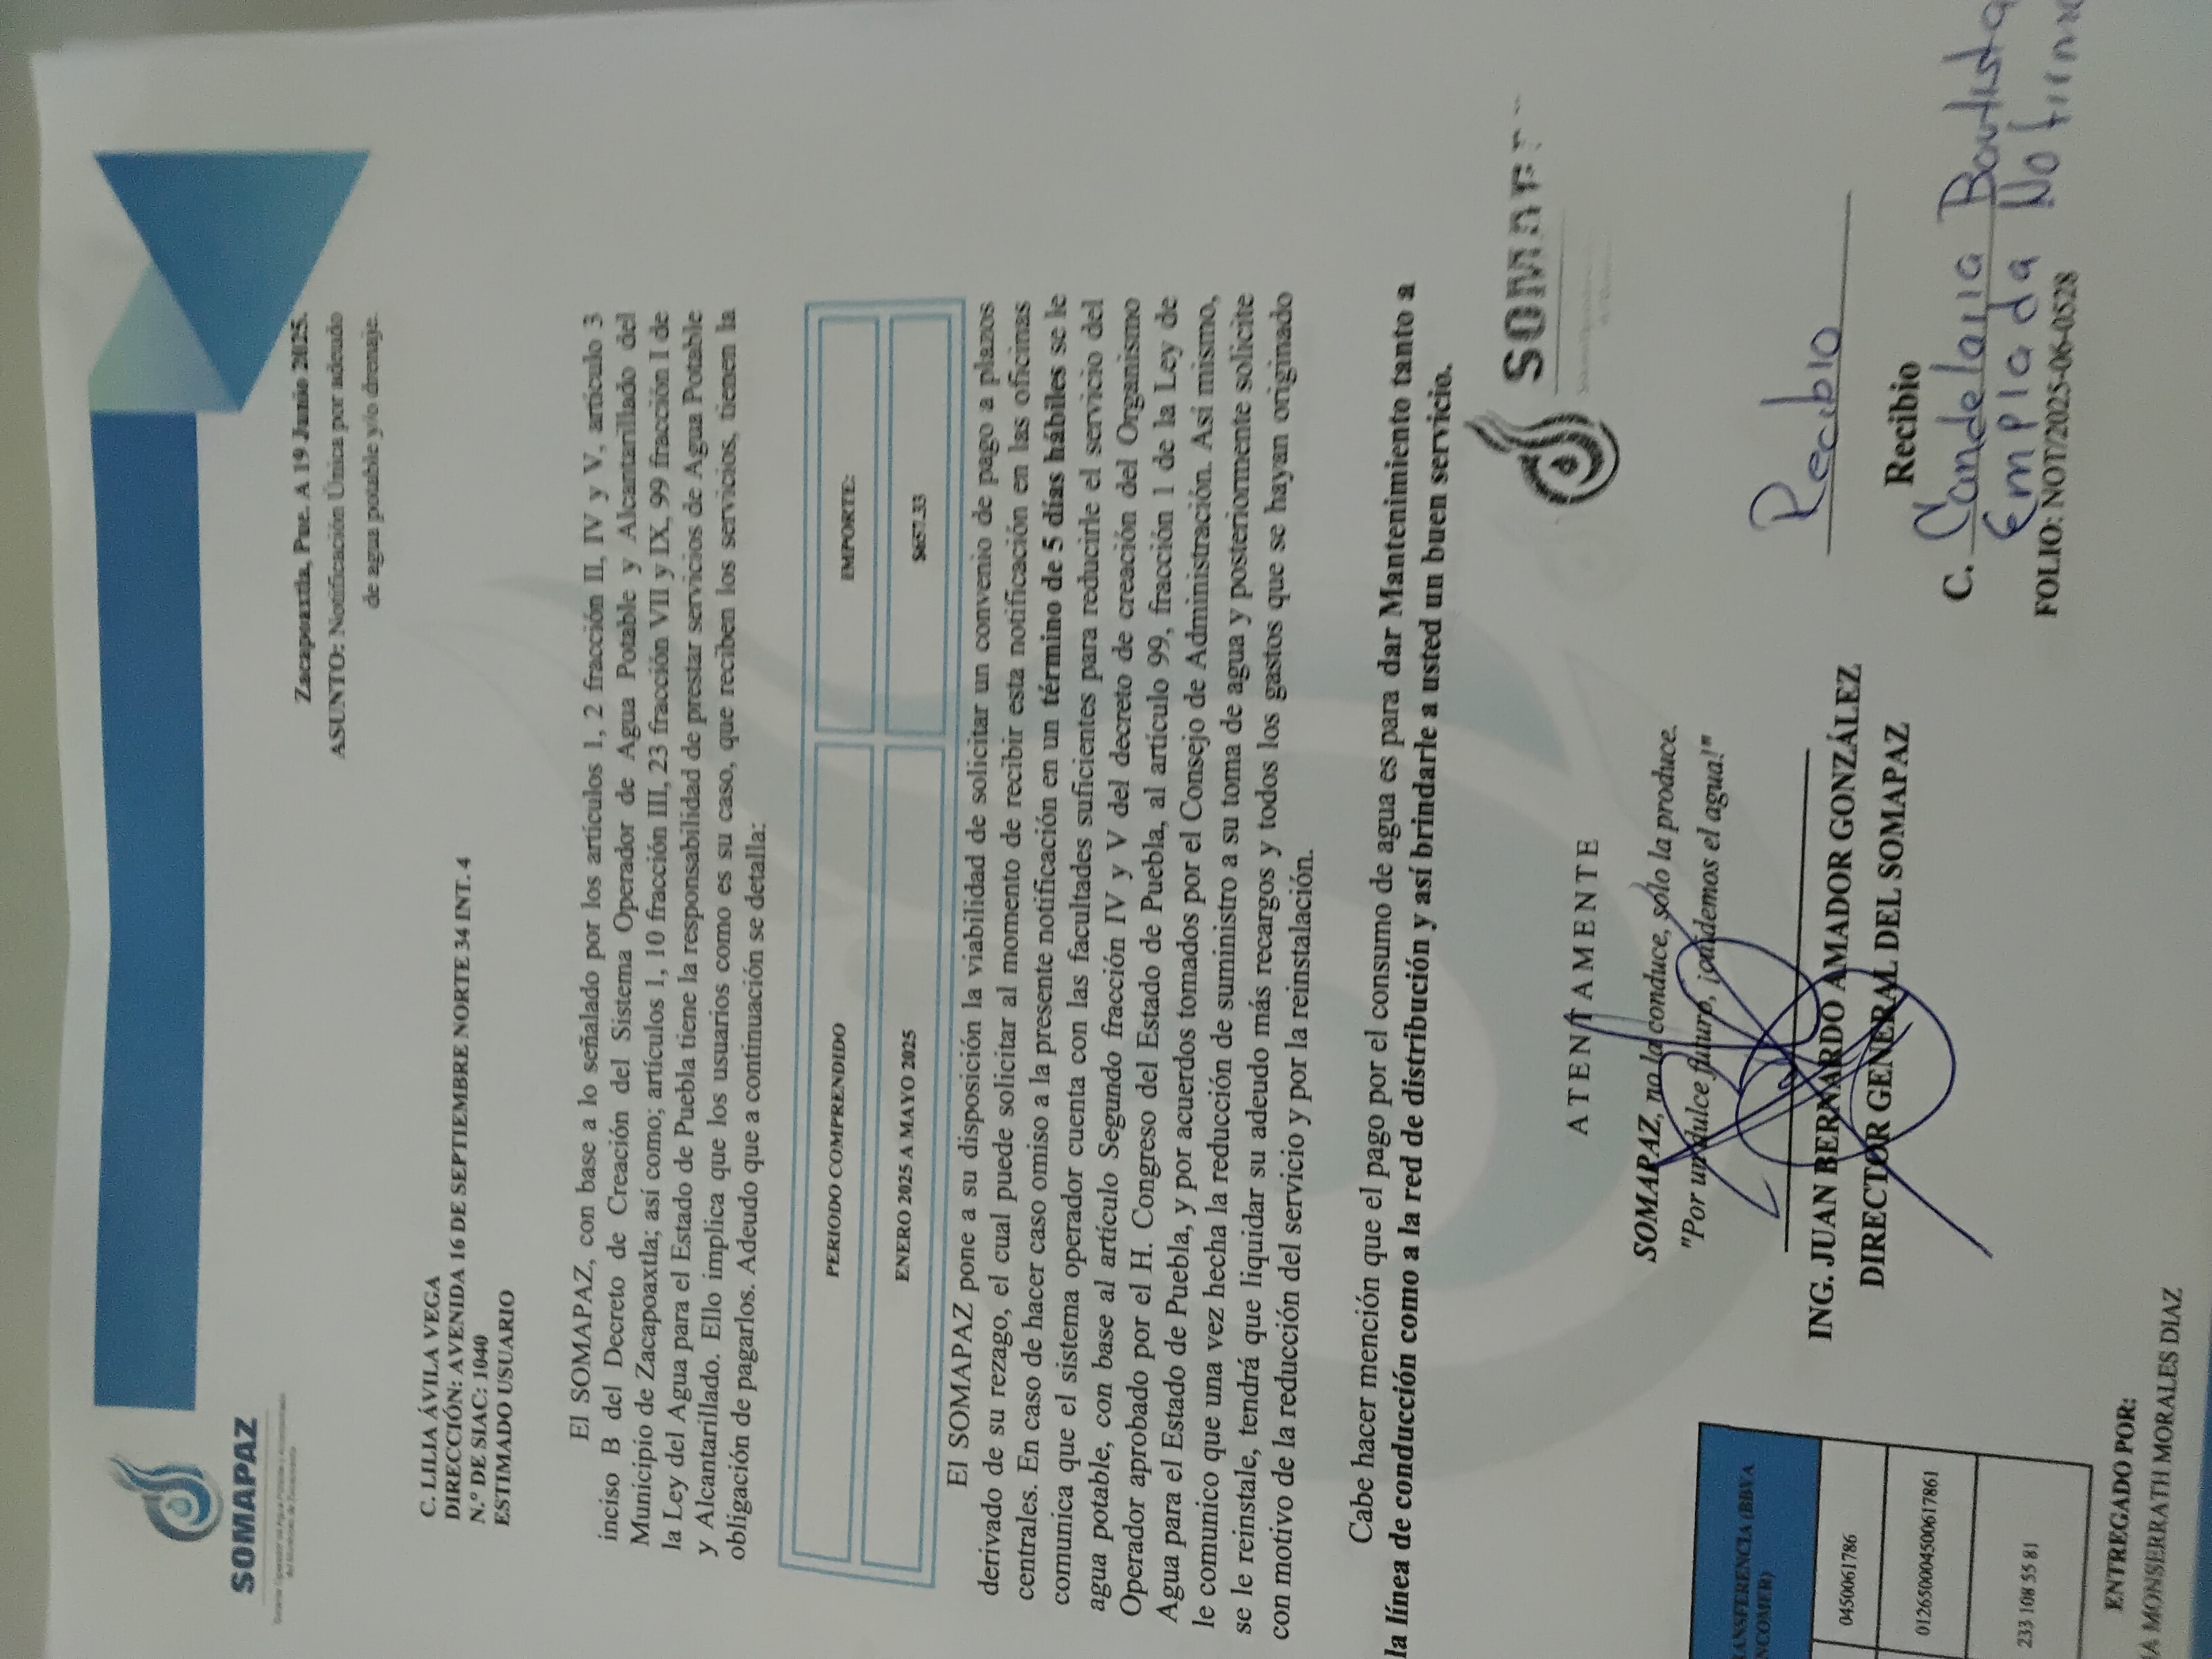 SOMAPAZ
Zacapoaxtla, Pue. A 19 Junio 2025.
ASUNTO: Notificación Única por adeudo
de agua potable y/o drenaje.
C. LILIA ÁVILA VEGA
DIRECCIÓN: AVENIDA 16 DE SEPTIEMBRE NORTE 34 INT. 4
N.° DE SIAC: 1040
ESTIMADO USUARIO
El SOMAPAZ, con base a lo señalado por los artículos 1, 2 fracción II, IV y V, artículo 3
inciso B del Decreto de Creación del Sistema Operador de Agua Potable y Alcantarillado del
Municipio de Zacapoaxtla; así como; artículos 1, 10 fracción III, 23 fracción VII y IX, 99 fracción I de
la Ley del Agua para el Estado de Puebla tiene la responsabilidad de prestar servicios de Agua Potable
y Alcantarillado. Ello implica que los usuarios como es su caso, que reciben los servicios, tienen la
obligación de pagarlos. Adeudo que a continuación se detalla:
PERIODO COMPRENDIDO IMPORTE:
ENERO 2025 A MAYO 2025 $657.33
El SOMAPAZ pone a su disposición la viabilidad de solicitar un convenio de pago a plazos
derivado de su rezago, el cual puede solicitar al momento de recibir esta notificación en las oficinas
centrales. En caso de hacer caso omiso a la presente notificación en un término de 5 días hábiles se le
comunica que el sistema operador cuenta con las facultades suficientes para reducirle el servicio del
agua potable, con base al artículo Segundo fracción IV y V del decreto de creación del Organismo
Operador aprobado por el H. Congreso del Estado de Puebla, al artículo 99, fracción 1 de la Ley de
Agua para el Estado de Puebla, y por acuerdos tomados por el Consejo de Administración. Así mismo,
le comunico que una vez hecha la reducción de suministro a su toma de agua y posteriormente solicite
se le reinstale, tendrá que liquidar su adeudo más recargos y todos los gastos que se hayan originado
con motivo de la reducción del servicio y por la reinstalación.
Cabe hacer mención que el pago por el consumo de agua es para dar Mantenimiento tanto a
la línea de conducción como a la red de distribución y así brindarle a usted un buen servicio.
ATENTAMENTE
SOMAPAZ, no la conduce, sólo la produce.
"Por un dulce futuro, ¡cuidemos el agua!"
ING. JUAN BERNARDO AMADOR GONZÁLEZ
DIRECTOR GENERAL DEL SOMAPAZ
Recibio
Recibio
C. Candelaria Bautista
Emplada No firma
FOLIO: NOT/2025-06-0528
0450061786
012650004500617861
233 108 55 81
ENTREGADO POR:
MONSERRATH MORALES DIAZ